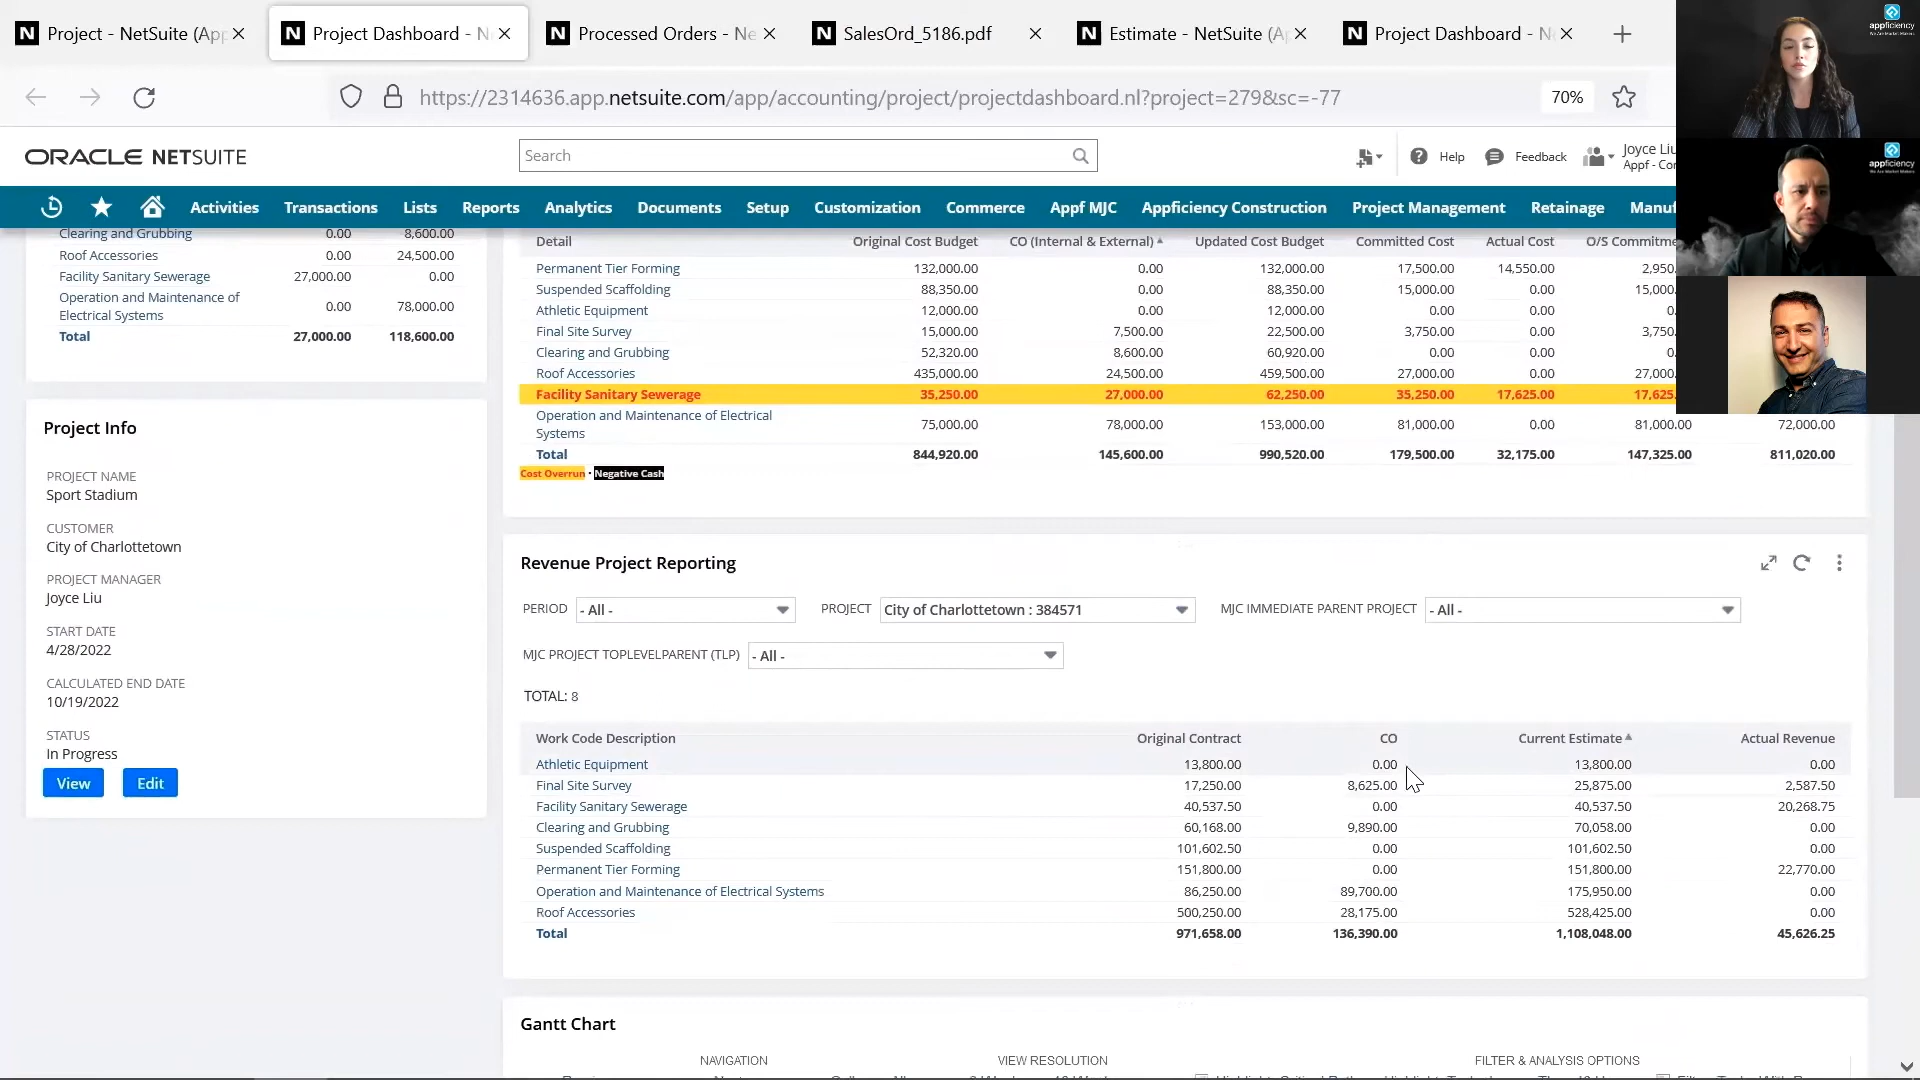 Project - NetSuite (App
Project Dashboard - N
Processed Orders - Ne
SalesOrd_5186.pdf
Estimate - NetSuite (A
Project Dashboard - N
https://2314636.app.netsuite.com/app/accounting/project/projectdashboard.nl?project=279&sc=-77
70%
ORACLE NETSUITE
Search
Help
Feedback
Joyce Liu
Appf - Con
Activities Transactions Lists Reports Analytics Documents Setup Customization Commerce Appf MJC Appficiency Construction Project Management Retainage Manuf
appficiency
We Are Market Makers
appficiency
We Are Market Makers
Clearing and Grubbing 0.00 8,600.00
Roof Accessories 0.00 24,500.00
Facility Sanitary Sewerage 27,000.00 0.00
Operation and Maintenance of Electrical Systems 0.00 78,000.00
Total 27,000.00 118,600.00
Project Info
PROJECT NAME
Sport Stadium
CUSTOMER
City of Charlottetown
PROJECT MANAGER
Joyce Liu
START DATE
4/28/2022
CALCULATED END DATE
10/19/2022
STATUS
In Progress
View Edit
Detail Original Cost Budget CO (Internal & External) Updated Cost Budget Committed Cost Actual Cost O/S Commitme
Permanent Tier Forming 132,000.00 0.00 132,000.00 17,500.00 14,550.00 2,950.
Suspended Scaffolding 88,350.00 0.00 88,350.00 15,000.00 0.00 15,000.
Athletic Equipment 12,000.00 0.00 12,000.00 0.00 0.00 0.
Final Site Survey 15,000.00 7,500.00 22,500.00 3,750.00 0.00 3,750.
Clearing and Grubbing 52,320.00 8,600.00 60,920.00 0.00 0.00 0.
Roof Accessories 435,000.00 24,500.00 459,500.00 27,000.00 0.00 27,000.
Facility Sanitary Sewerage 35,250.00 27,000.00 62,250.00 35,250.00 17,625.00 17,625.
Operation and Maintenance of Electrical Systems 75,000.00 78,000.00 153,000.00 81,000.00 0.00 81,000.00 72,000.00
Total 844,920.00 145,600.00 990,520.00 179,500.00 32,175.00 147,325.00 811,020.00
Cost Overrun - Negative Cash
Revenue Project Reporting
PERIOD - All - PROJECT City of Charlottetown : 384571 MJC IMMEDIATE PARENT PROJECT - All -
MJC PROJECT TOPLEVELPARENT (TLP) - All -
TOTAL: 8
Work Code Description Original Contract CO Current Estimate Actual Revenue
Athletic Equipment 13,800.00 0.00 13,800.00 0.00
Final Site Survey 17,250.00 8,625.00 25,875.00 2,587.50
Facility Sanitary Sewerage 40,537.50 0.00 40,537.50 20,268.75
Clearing and Grubbing 60,168.00 9,890.00 70,058.00 0.00
Suspended Scaffolding 101,602.50 0.00 101,602.50 0.00
Permanent Tier Forming 151,800.00 0.00 151,800.00 22,770.00
Operation and Maintenance of Electrical Systems 86,250.00 89,700.00 175,950.00 0.00
Roof Accessories 500,250.00 28,175.00 528,425.00 0.00
Total 971,658.00 136,390.00 1,108,048.00 45,626.25
Gantt Chart
NAVIGATION VIEW RESOLUTION FILTER & ANALYSIS OPTIONS